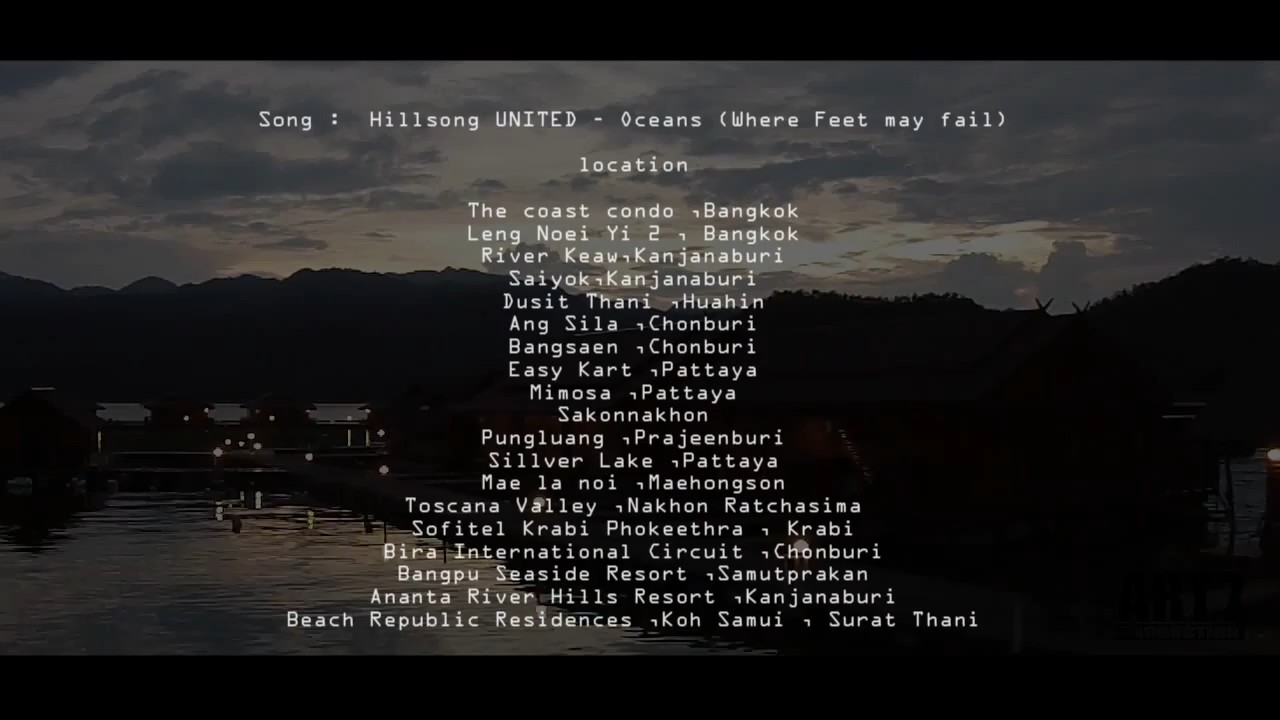 Song :  Hillsong UNITED - Oceans (Where Feet may fail)
location
The coast condo ,Bangkok
Leng Noei Yi 2 , Bangkok
River Keaw,Kanjanaburi
Saiyok,Kanjanaburi
Dusit Thani ,Huahin
Ang Sila ,Chonburi
Bangsaen ,Chonburi
Easy Kart ,Pattaya
Mimosa ,Pattaya
Sakonnakhon
Pungluang ,Prajeenburi
Sillver Lake ,Pattaya
Mae la noi ,Maehongson
Toscana Valley ,Nakhon Ratchasima
Sofitel Krabi Phokeethra , Krabi
Bira International Circuit ,Chonburi
Bangpu Seaside Resort ,Samutprakan
Ananta River Hills Resort ,Kanjanaburi
Beach Republic Residences ,Koh Samui , Surat Thani